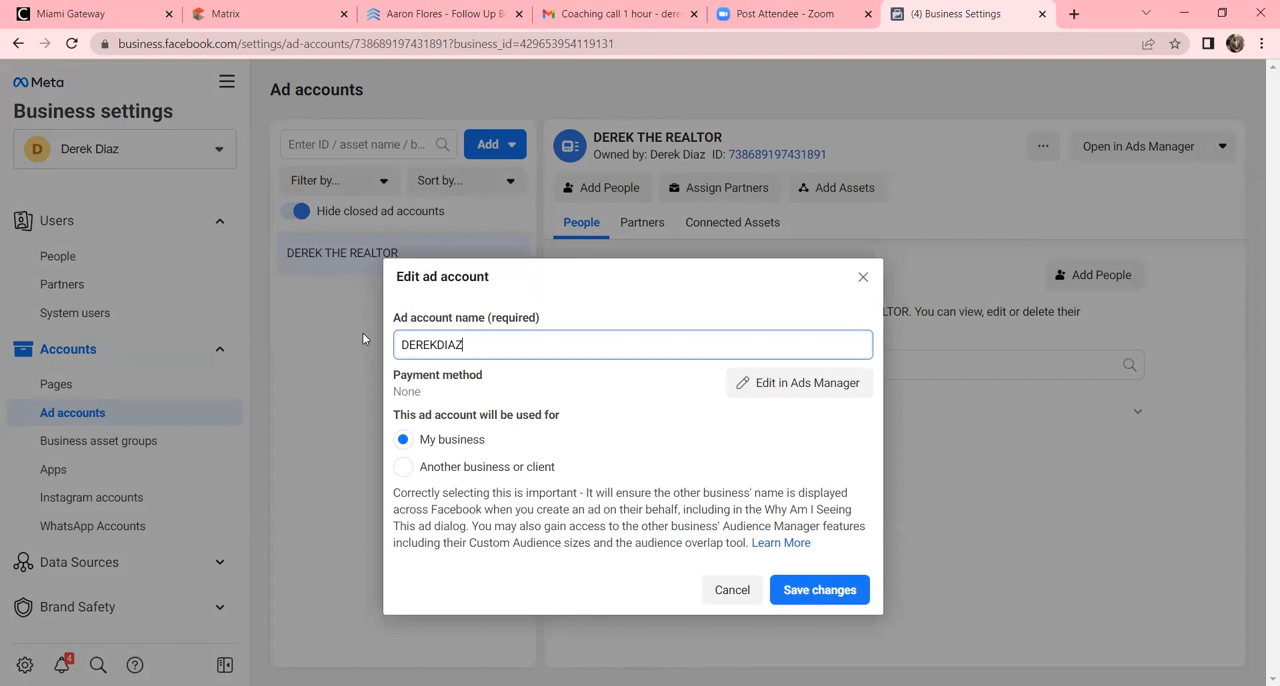 Miami Gateway
Matrix
Aaron Flores - Follow Up B
Coaching call 1 hour - dere
Post Attendee - Zoom
(4) Business Settings
business.facebook.com/settings/ad-accounts/738689197431891?business_id=429653954119131
Meta
Business settings
D Derek Diaz
Users
People
Partners
System users
Accounts
Pages
Ad accounts
Business asset groups
Apps
Instagram accounts
WhatsApp Accounts
Data Sources
Brand Safety
4
Ad accounts
Enter ID / asset name / b...
Add
Filter by...
Sort by...
Hide closed ad accounts
DEREK THE REALTOR
DEREK THE REALTOR
Owned by: Derek Diaz ID: 738689197431891
Open in Ads Manager
Add People
Assign Partners
Add Assets
People
Partners
Connected Assets
Add People
LTOR. You can view, edit or delete their
Edit ad account
Ad account name (required)
DEREKDIAZ
Payment method
None
Edit in Ads Manager
This ad account will be used for
My business
Another business or client
Correctly selecting this is important - It will ensure the other business' name is displayed
across Facebook when you create an ad on their behalf, including in the Why Am I Seeing
This ad dialog. You may also gain access to the other business' Audience Manager features
including their Custom Audience sizes and the audience overlap tool. Learn More
Cancel
Save changes